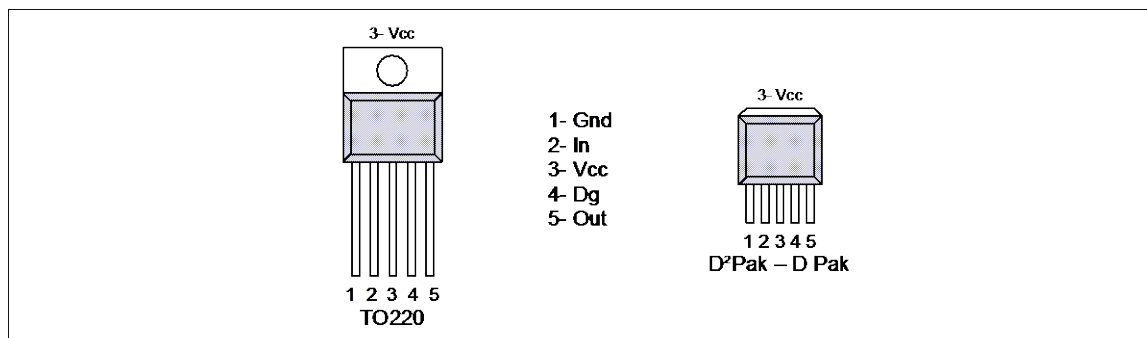 3- Vcc
1 2 3 4 5
TO220
1- Gnd
2- In
3- Vcc
4- Dg
5- Out
3- Vcc
1 2 3 4 5
D²Pak – D Pak